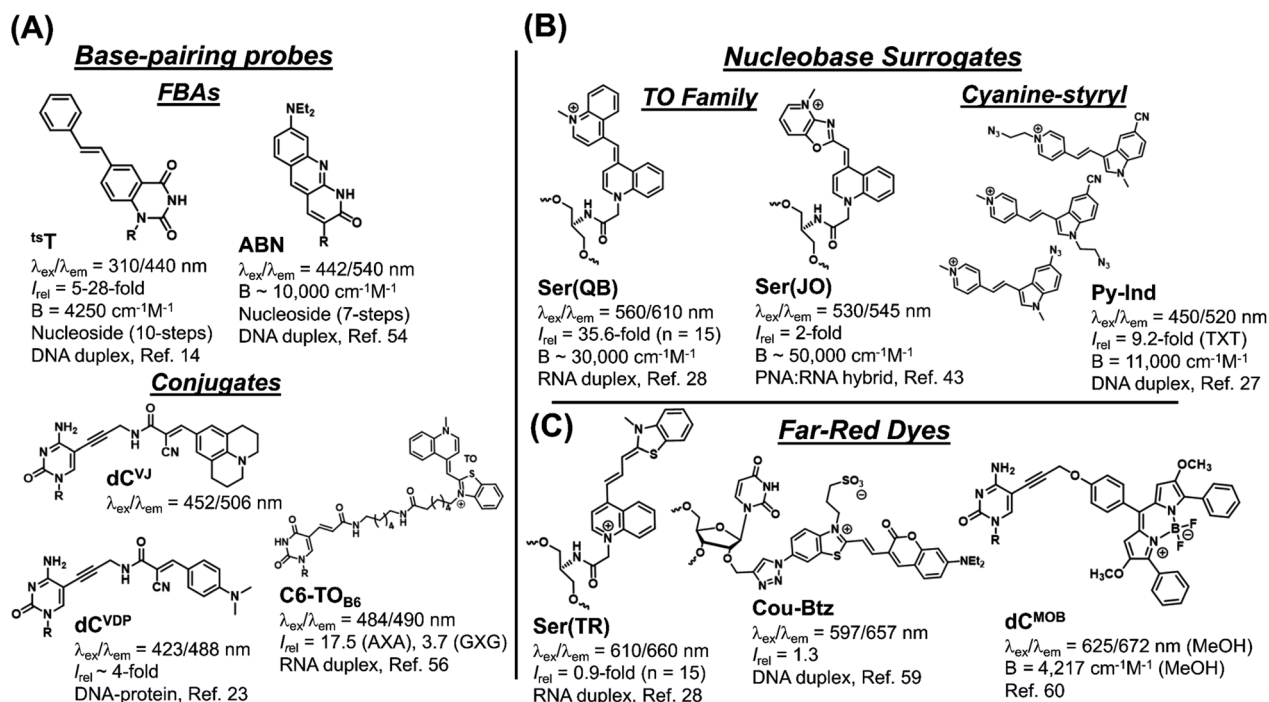 (A)
Base-pairing probes
FBAs
tsT
λex/λem = 310/440 nm
Irel = 5-28-fold
B = 4250 cm-1M-1
Nucleoside (10-steps)
DNA duplex, Ref. 14
NEt2
N
NH
O
R
ABN
λex/λem = 442/540 nm
B ~ 10,000 cm-1M-1
Nucleoside (7-steps)
DNA duplex, Ref. 54
Conjugates
dCVJ
λex/λem = 452/506 nm
dCVDP
λex/λem = 423/488 nm
Irel ~ 4-fold
DNA-protein, Ref. 23
TO
C6-TOB6
λex/λem = 484/490 nm
Irel = 17.5 (AXA), 3.7 (GXG)
RNA duplex, Ref. 56
(B)
Nucleobase Surrogates
TO Family
Ser(QB)
λex/λem = 560/610 nm
Irel = 35.6-fold (n = 15)
B ~ 30,000 cm-1M-1
RNA duplex, Ref. 28
Ser(JO)
λex/λem = 530/545 nm
Irel = 2-fold
B ~ 50,000 cm-1M-1
PNA:RNA hybrid, Ref. 43
Cyanine-styryl
CN
N3
CN
N3
N3
Py-Ind
λex/λem = 450/520 nm
Irel = 9.2-fold (TXT)
B = 11,000 cm-1M-1
DNA duplex, Ref. 27
(C)
Far-Red Dyes
Ser(TR)
λex/λem = 610/660 nm
Irel = 0.9-fold (n = 15)
RNA duplex, Ref. 28
SO3
NEt2
Cou-Btz
λex/λem = 597/657 nm
Irel = 1.3
DNA duplex, Ref. 59
NH2
OCH3
H3CO
dCMOB
λex/λem = 625/672 nm (MeOH)
B = 4,217 cm-1M-1 (MeOH)
Ref. 60